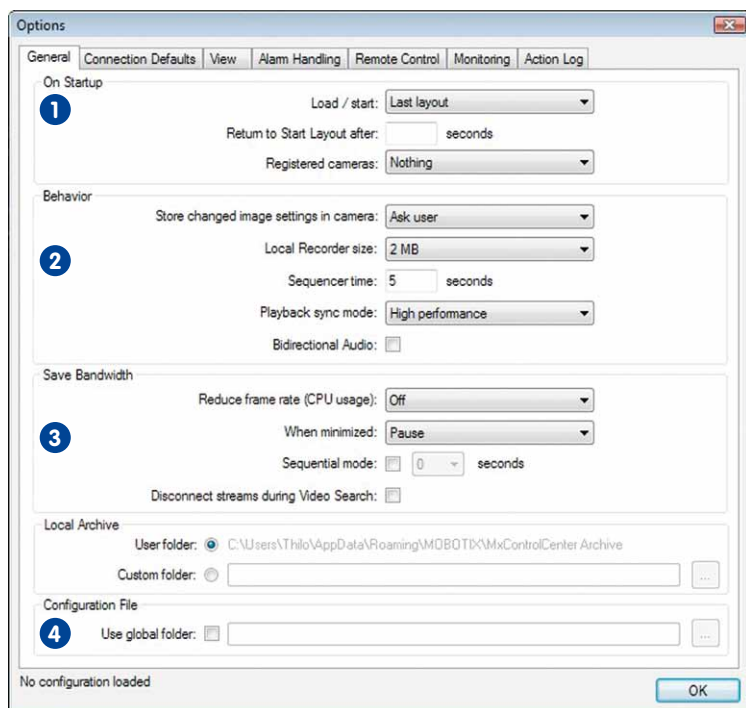 Options
General Connection Defaults View Alarm Handling Remote Control Monitoring Action Log
On Startup
1
Load / start: Last layout
Return to Start Layout after: seconds
Registered cameras: Nothing
Behavior
Store changed image settings in camera: Ask user
2
Local Recorder size: 2 MB
Sequencer time: 5 seconds
Playback sync mode: High performance
Bidirectional Audio:
Save Bandwidth
Reduce frame rate (CPU usage): Off
3
When minimized: Pause
Sequential mode: 0 seconds
Disconnect streams during Video Search:
Local Archive
User folder: C:\Users\Thilo\AppData\Roaming\MOBOTIX\MxControlCenter Archive
Custom folder: ...
Configuration File
4
Use global folder: ...
No configuration loaded
OK